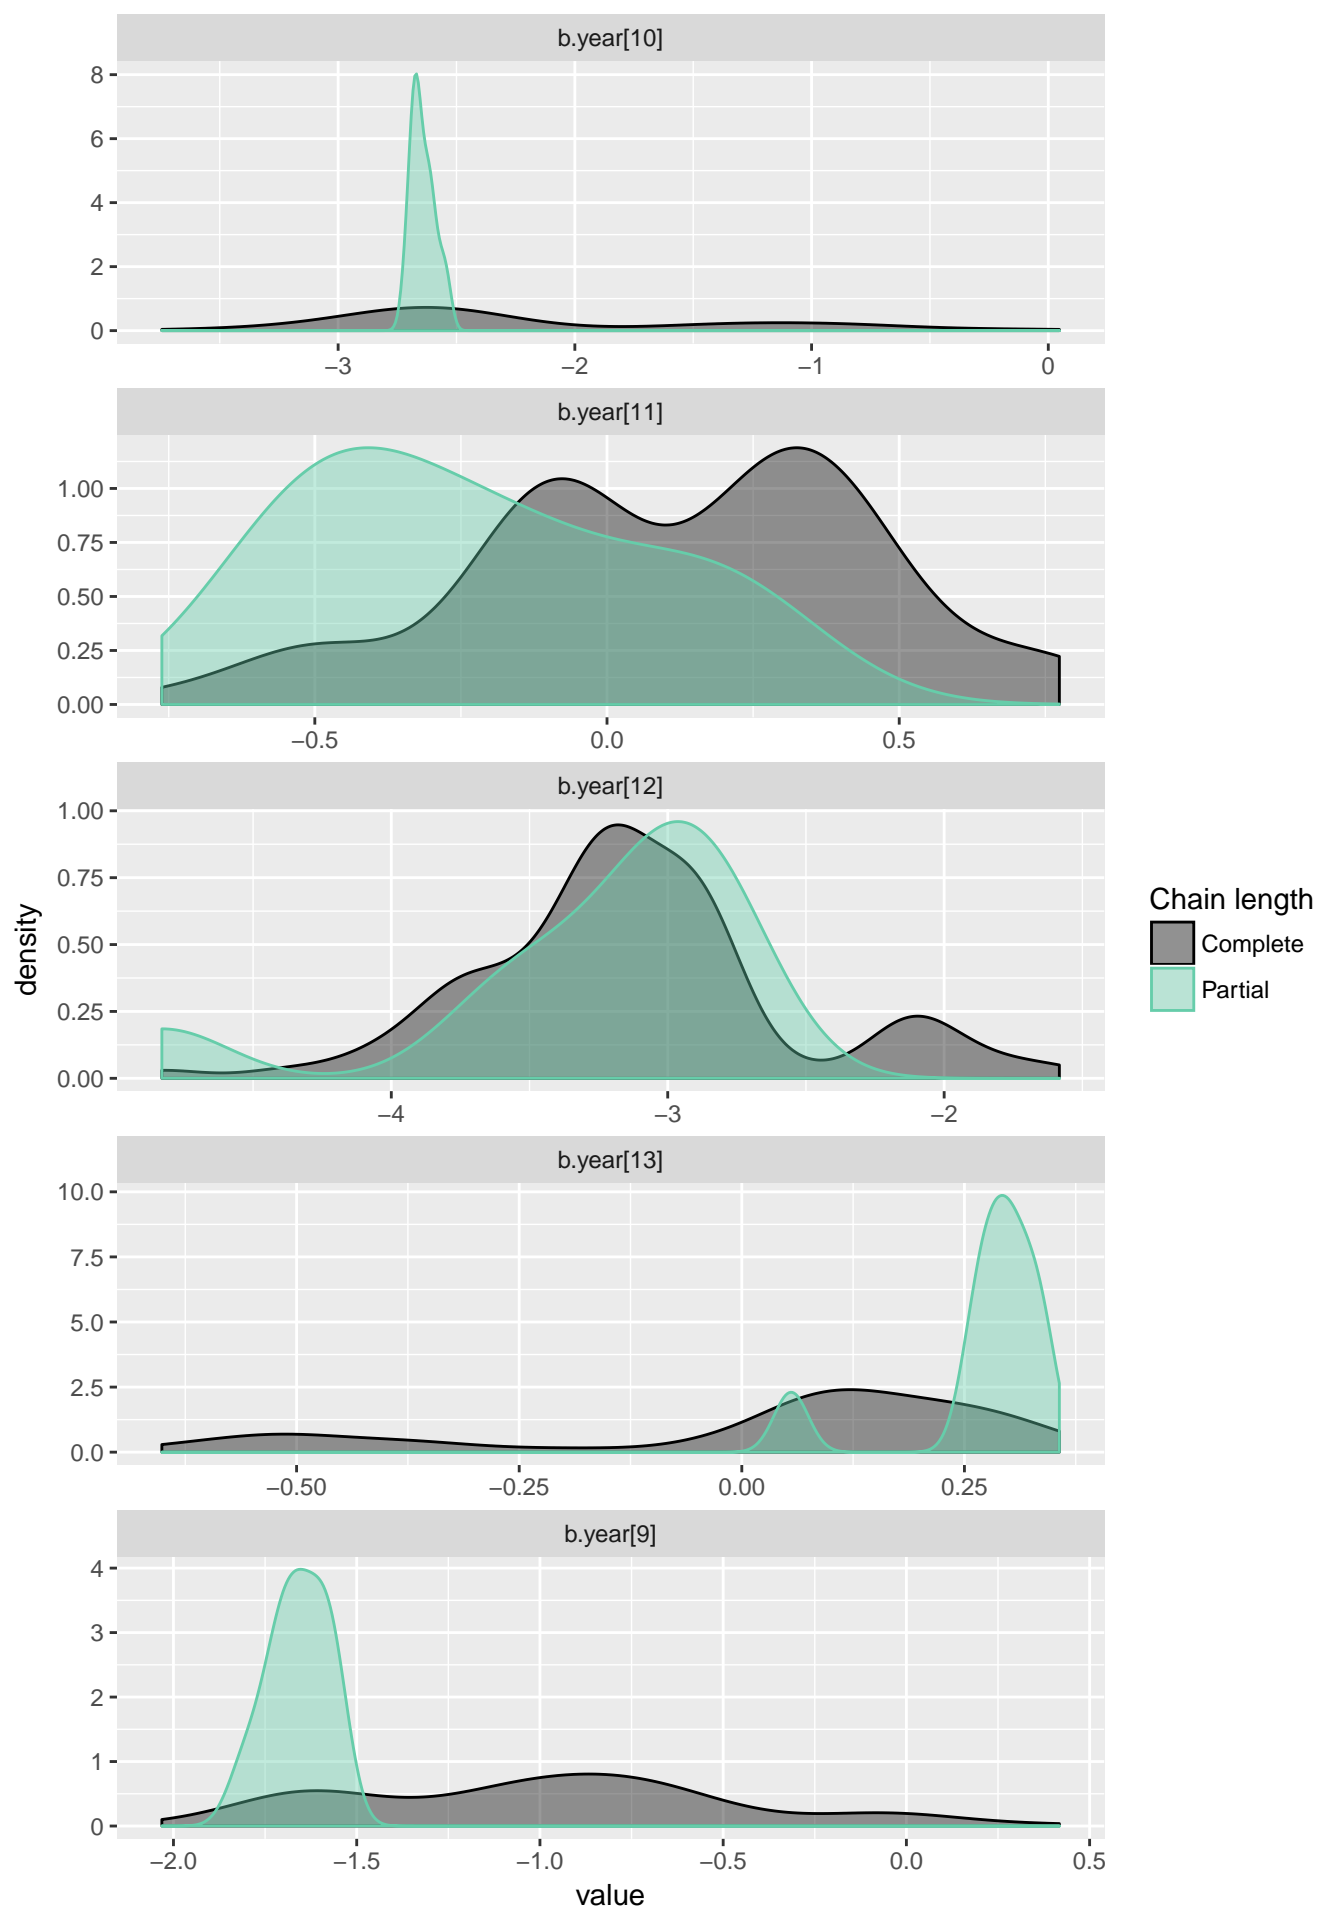 b.year[10]
8
6
4
2
0
−3 −2 −1 0
b.year[11]
1.00
0.75
0.50
0.25
0.00
−0.5 0.0 0.5
b.year[12]
1.00
0.75
0.50
0.25
0.00
−4 −3 −2
density
Chain length
Complete
Partial
b.year[13]
10.0
7.5
5.0
2.5
0.0
−0.50 −0.25 0.00 0.25
b.year[9]
4
3
2
1
0
−2.0 −1.5 −1.0 −0.5 0.0 0.5
value